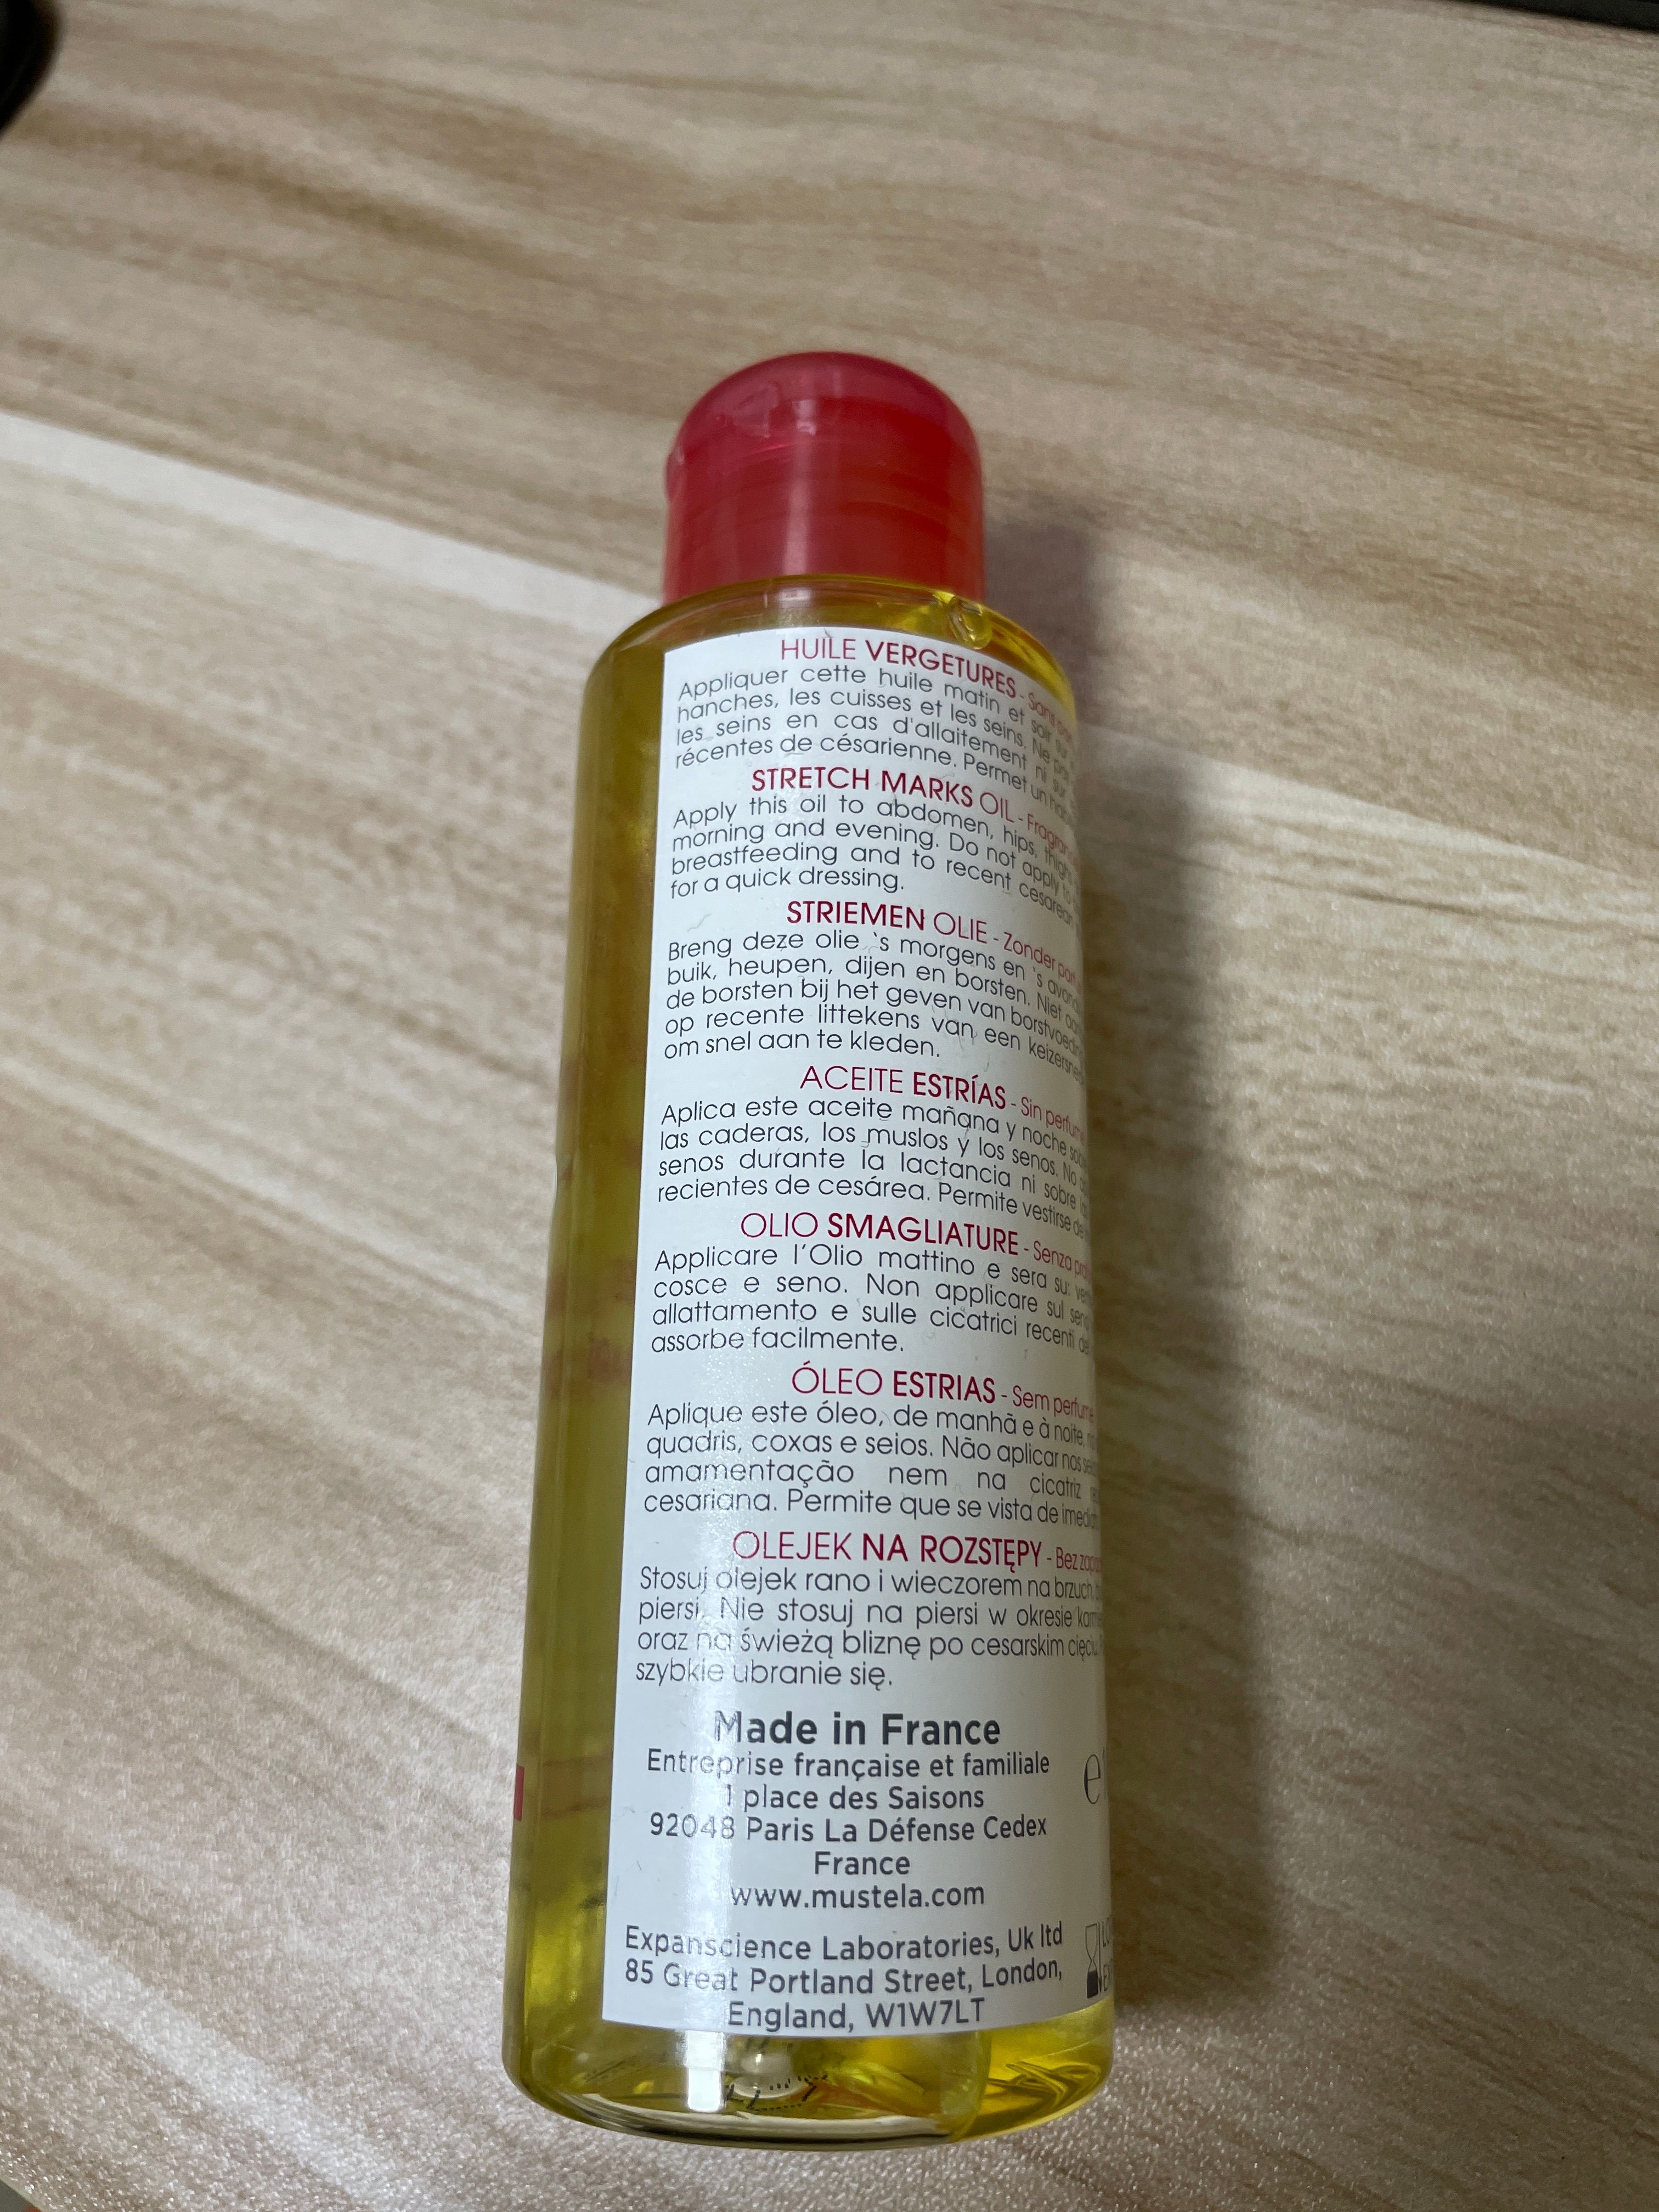 HUILE VERGETURES - Sans
Appliquer cette huile matin et soir sur
hanches, les cuisses et les seins. Ne pas
les seins en cas d'allaitement ni sur
récentes de césarienne. Permet un
STRETCH MARKS OIL -
Apply this oil to abdomen, hips,
morning and evening. Do not apply to
breastfeeding and to recent cesarean
for a quick dressing.
STRIEMEN OLIE - Zonder
Breng deze olie 's morgens en 's
buik, heupen, dijen en borsten. Niet
de borsten bij het geven van
op recente littekens van een
om snel aan te kleden.
ACEITE ESTRÍAS - Sin
Aplica este aceite mañana y noche
las caderas, los muslos y los senos. No
senos durante la lactancia ni sobre
recientes de cesárea. Permite vestirse de
OLIO SMAGLIATURE - Senza
Applicare l'Olio mattino e sera su:
cosce e seno. Non applicare sul
allattamento e sulle cicatrici recenti
assorbe facilmente.
ÓLEO ESTRIAS - Sem
Aplique este óleo, de manhã e à noite,
quadris, coxas e seios. Não aplicar nos
amamentação nem na cicatriz
cesariana. Permite que se vista de
OLEJEK NA ROZSTĘPY - Bez
Stosuj olejek rano i wieczorem na brzuch,
piersi. Nie stosuj na piersi w okresie
oraz na świeżą bliznę po cesarskim
szybkie ubranie się.
Made in France
Entreprise française et familiale
1 place des Saisons
92048 Paris La Défense Cedex
France
www.mustela.com
Expanscience Laboratories, Uk ltd
85 Great Portland Street, London,
England, W1W7LT
e